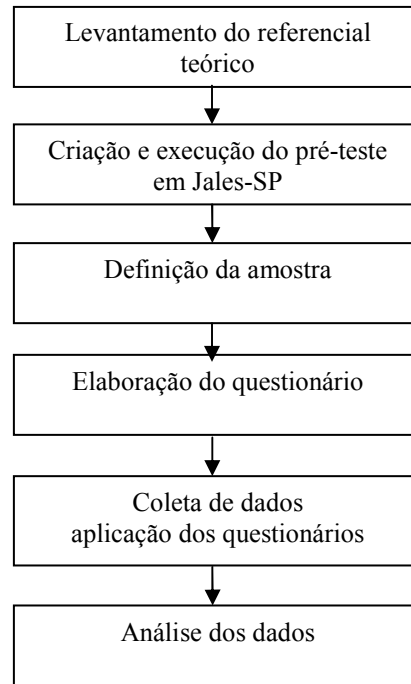 Levantamento do referencial
teórico
Criação e execução do pré-teste
em Jales-SP
Definição da amostra
Elaboração do questionário
Coleta de dados
aplicação dos questionários
Análise dos dados